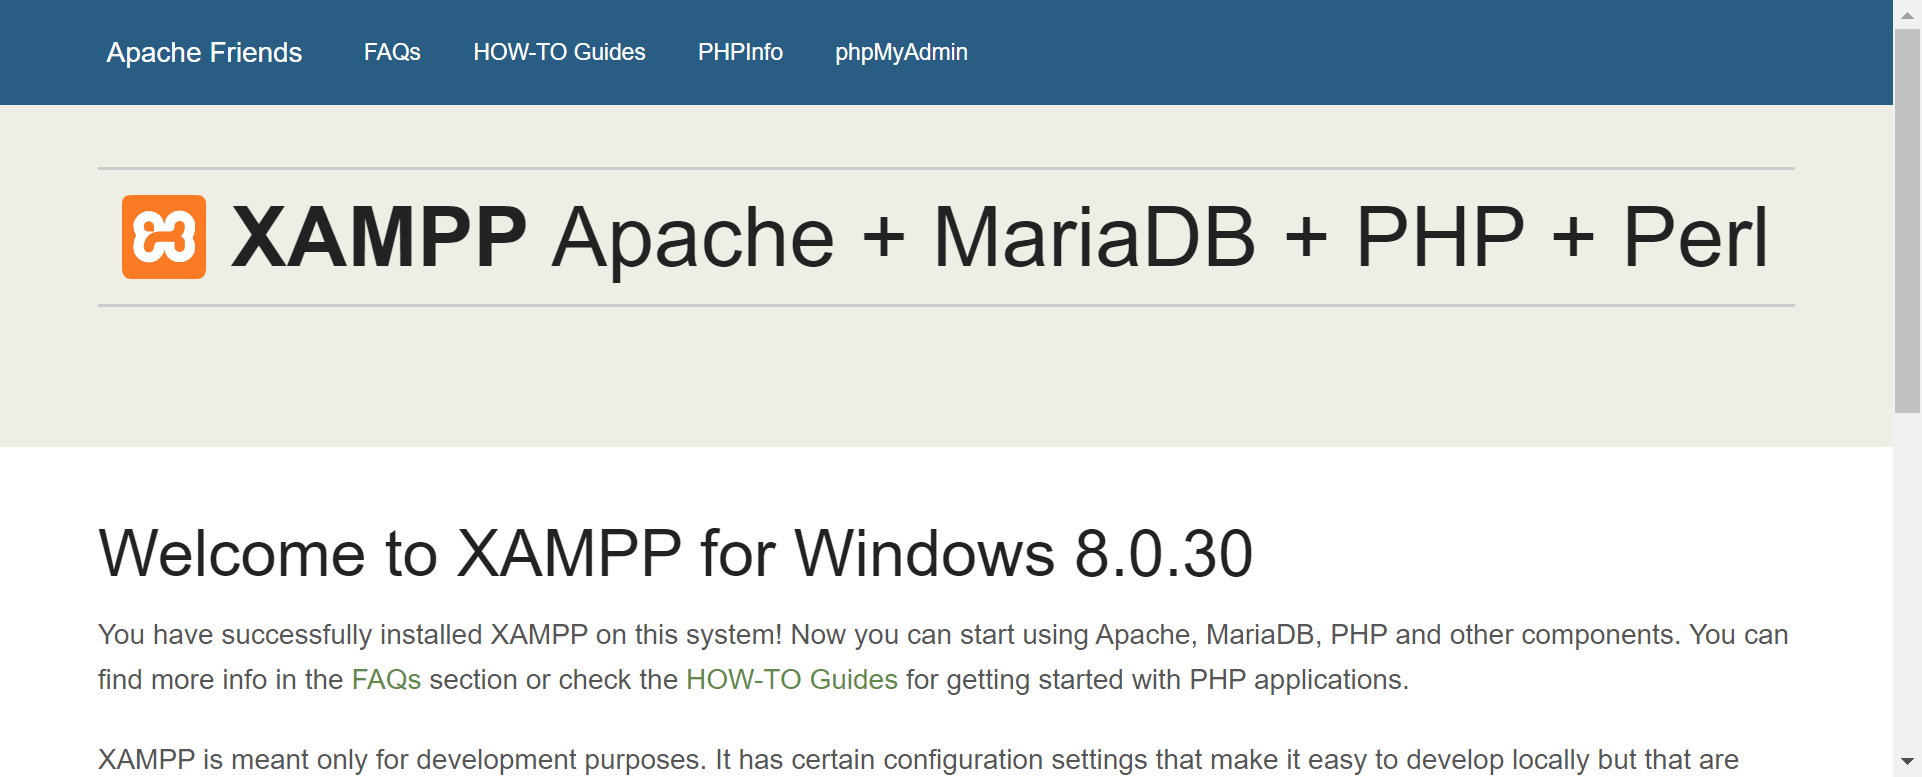 Apache Friends FAQs HOW-TO Guides PHPInfo phpMyAdmin
XAMPP Apache + MariaDB + PHP + Perl
Welcome to XAMPP for Windows 8.0.30
You have successfully installed XAMPP on this system! Now you can start using Apache, MariaDB, PHP and other components. You can
find more info in the FAQs section or check the HOW-TO Guides for getting started with PHP applications.
XAMPP is meant only for development purposes. It has certain configuration settings that make it easy to develop locally but that are